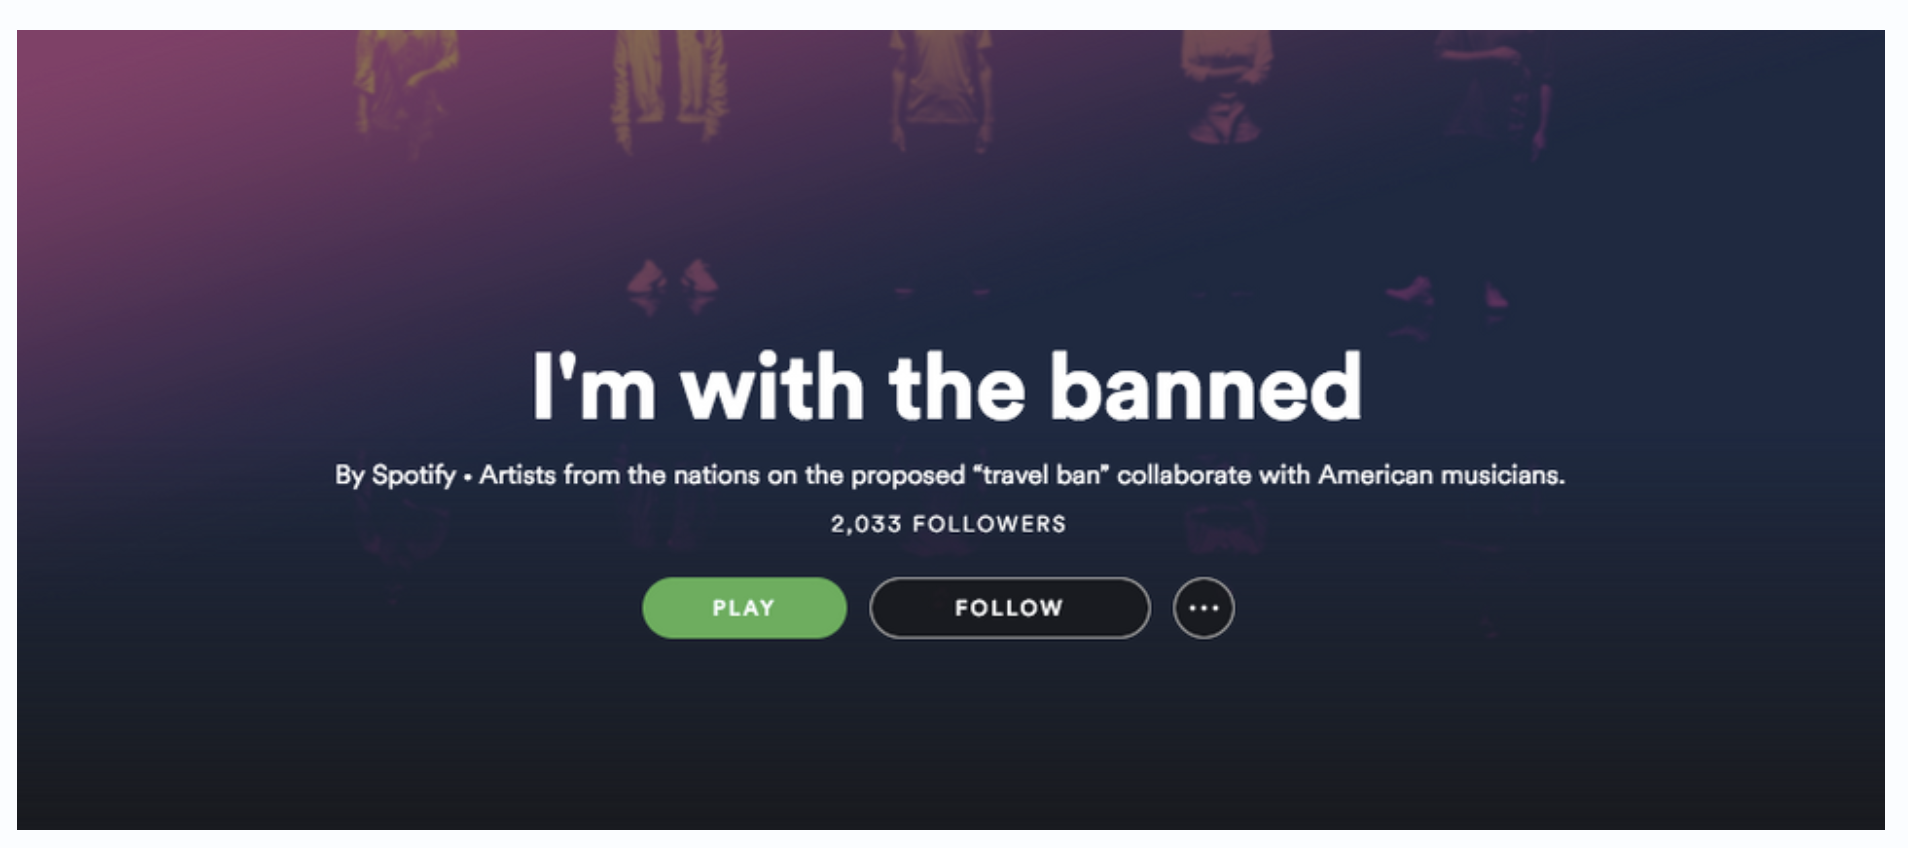 I'm with the banned
By Spotify • Artists from the nations on the proposed “travel ban” collaborate with American musicians.
2,033 FOLLOWERS
PLAY FOLLOW •••